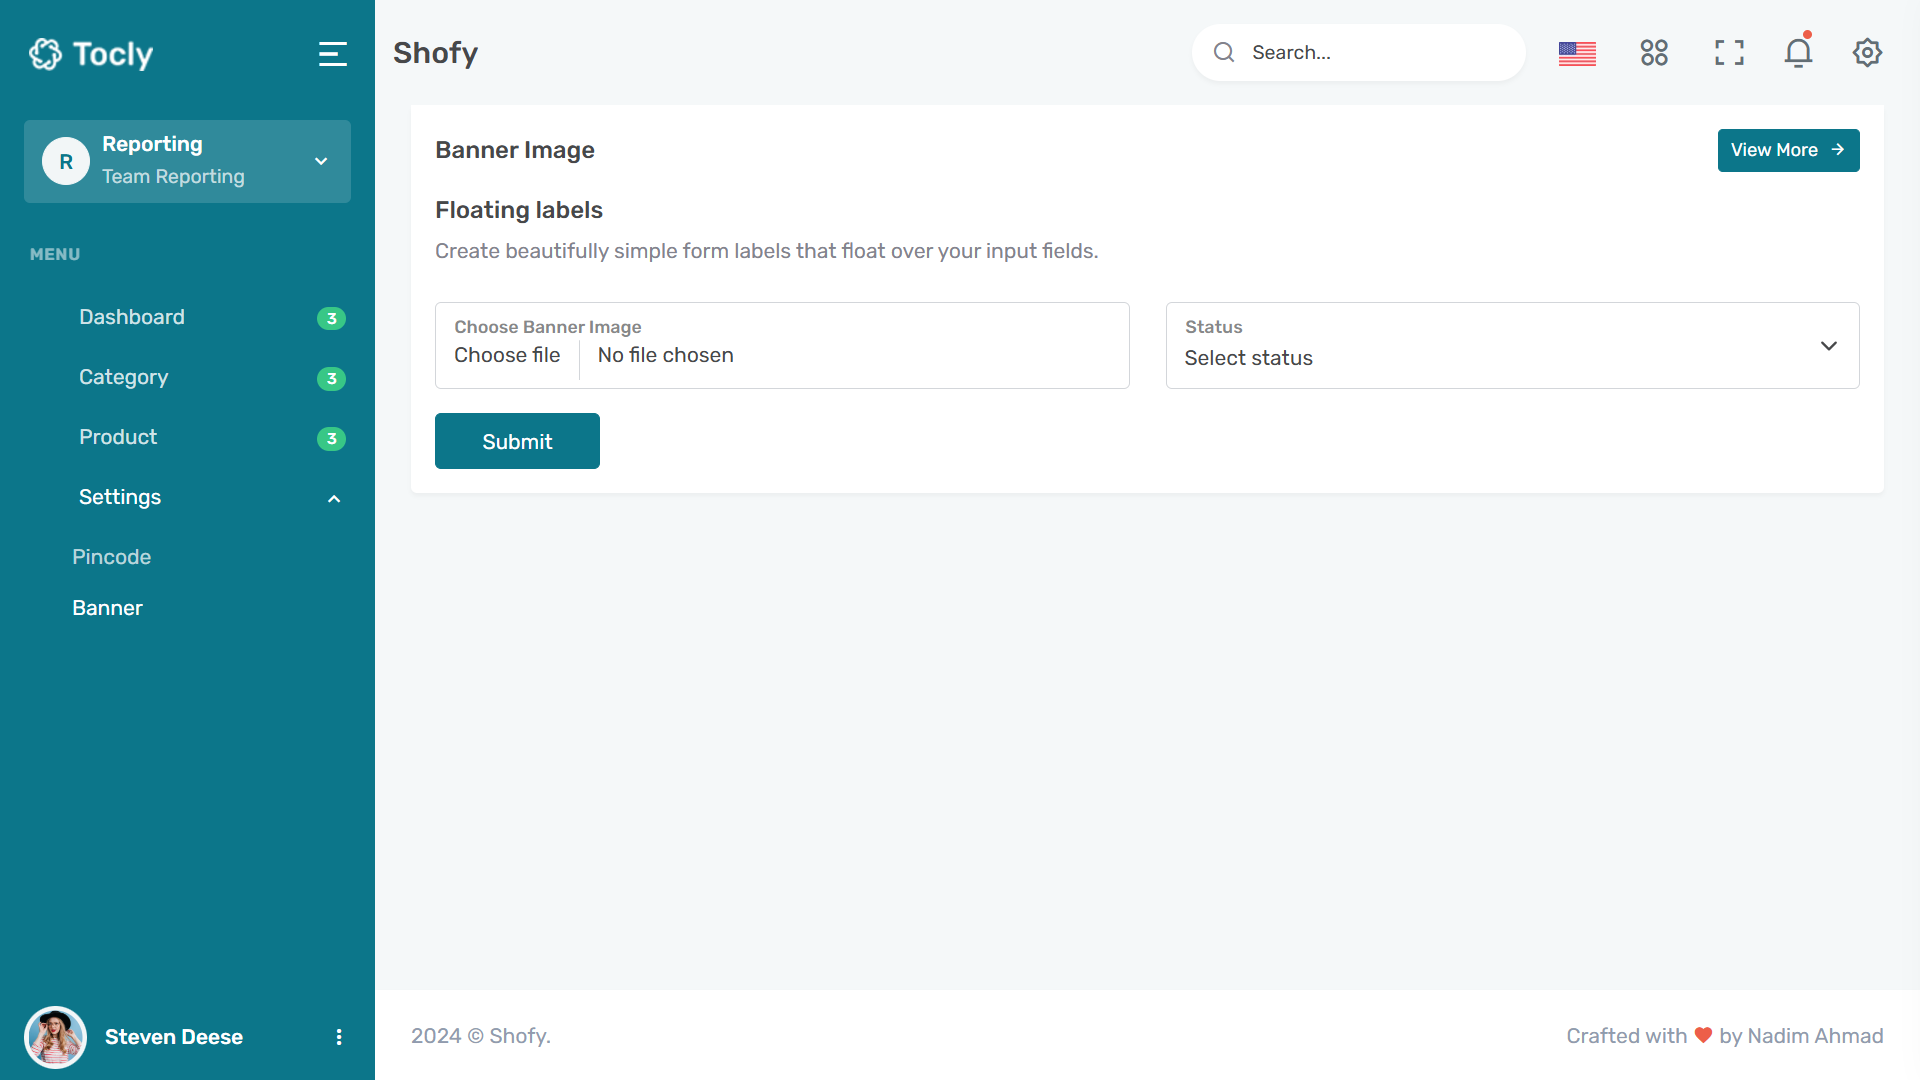 Tocly
Shofy
Search...
R
Reporting
Team Reporting
MENU
Dashboard
3
Category
3
Product
3
Settings
Pincode
Banner
Steven Deese
Banner Image
View More
Floating labels
Create beautifully simple form labels that float over your input fields.
Choose Banner Image
Choose file
No file chosen
Status
Select status
Submit
2024 © Shofy.
Crafted with ❤ by Nadim Ahmad